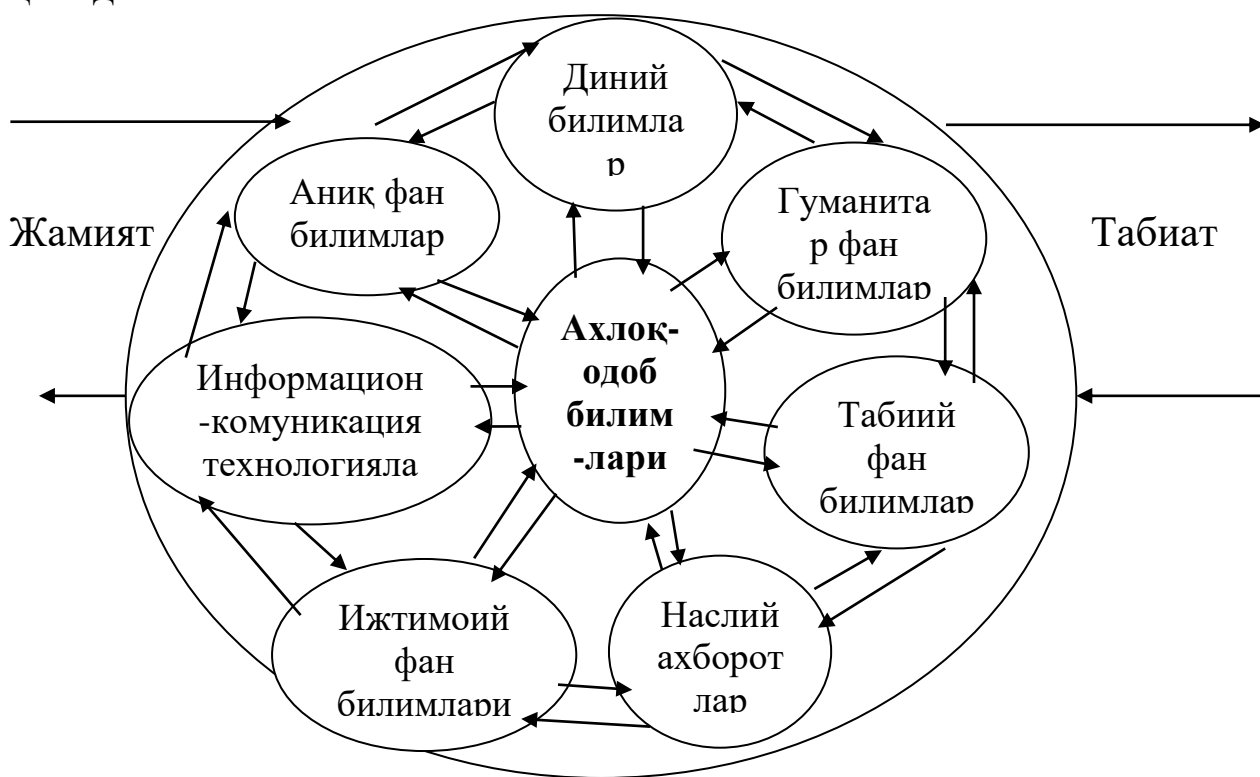 Диний
билимла
р
Аниқ фан
билимлар
Гуманита
р фан
билимлар
Жамият
Табиат
Ахлоқ-
одоб
билим
-лари
Информацион
-комуникация
технологияла
Табиий
фан
билимлар
Ижтимоий
фан
билимлари
Наслий
ахборот
лар